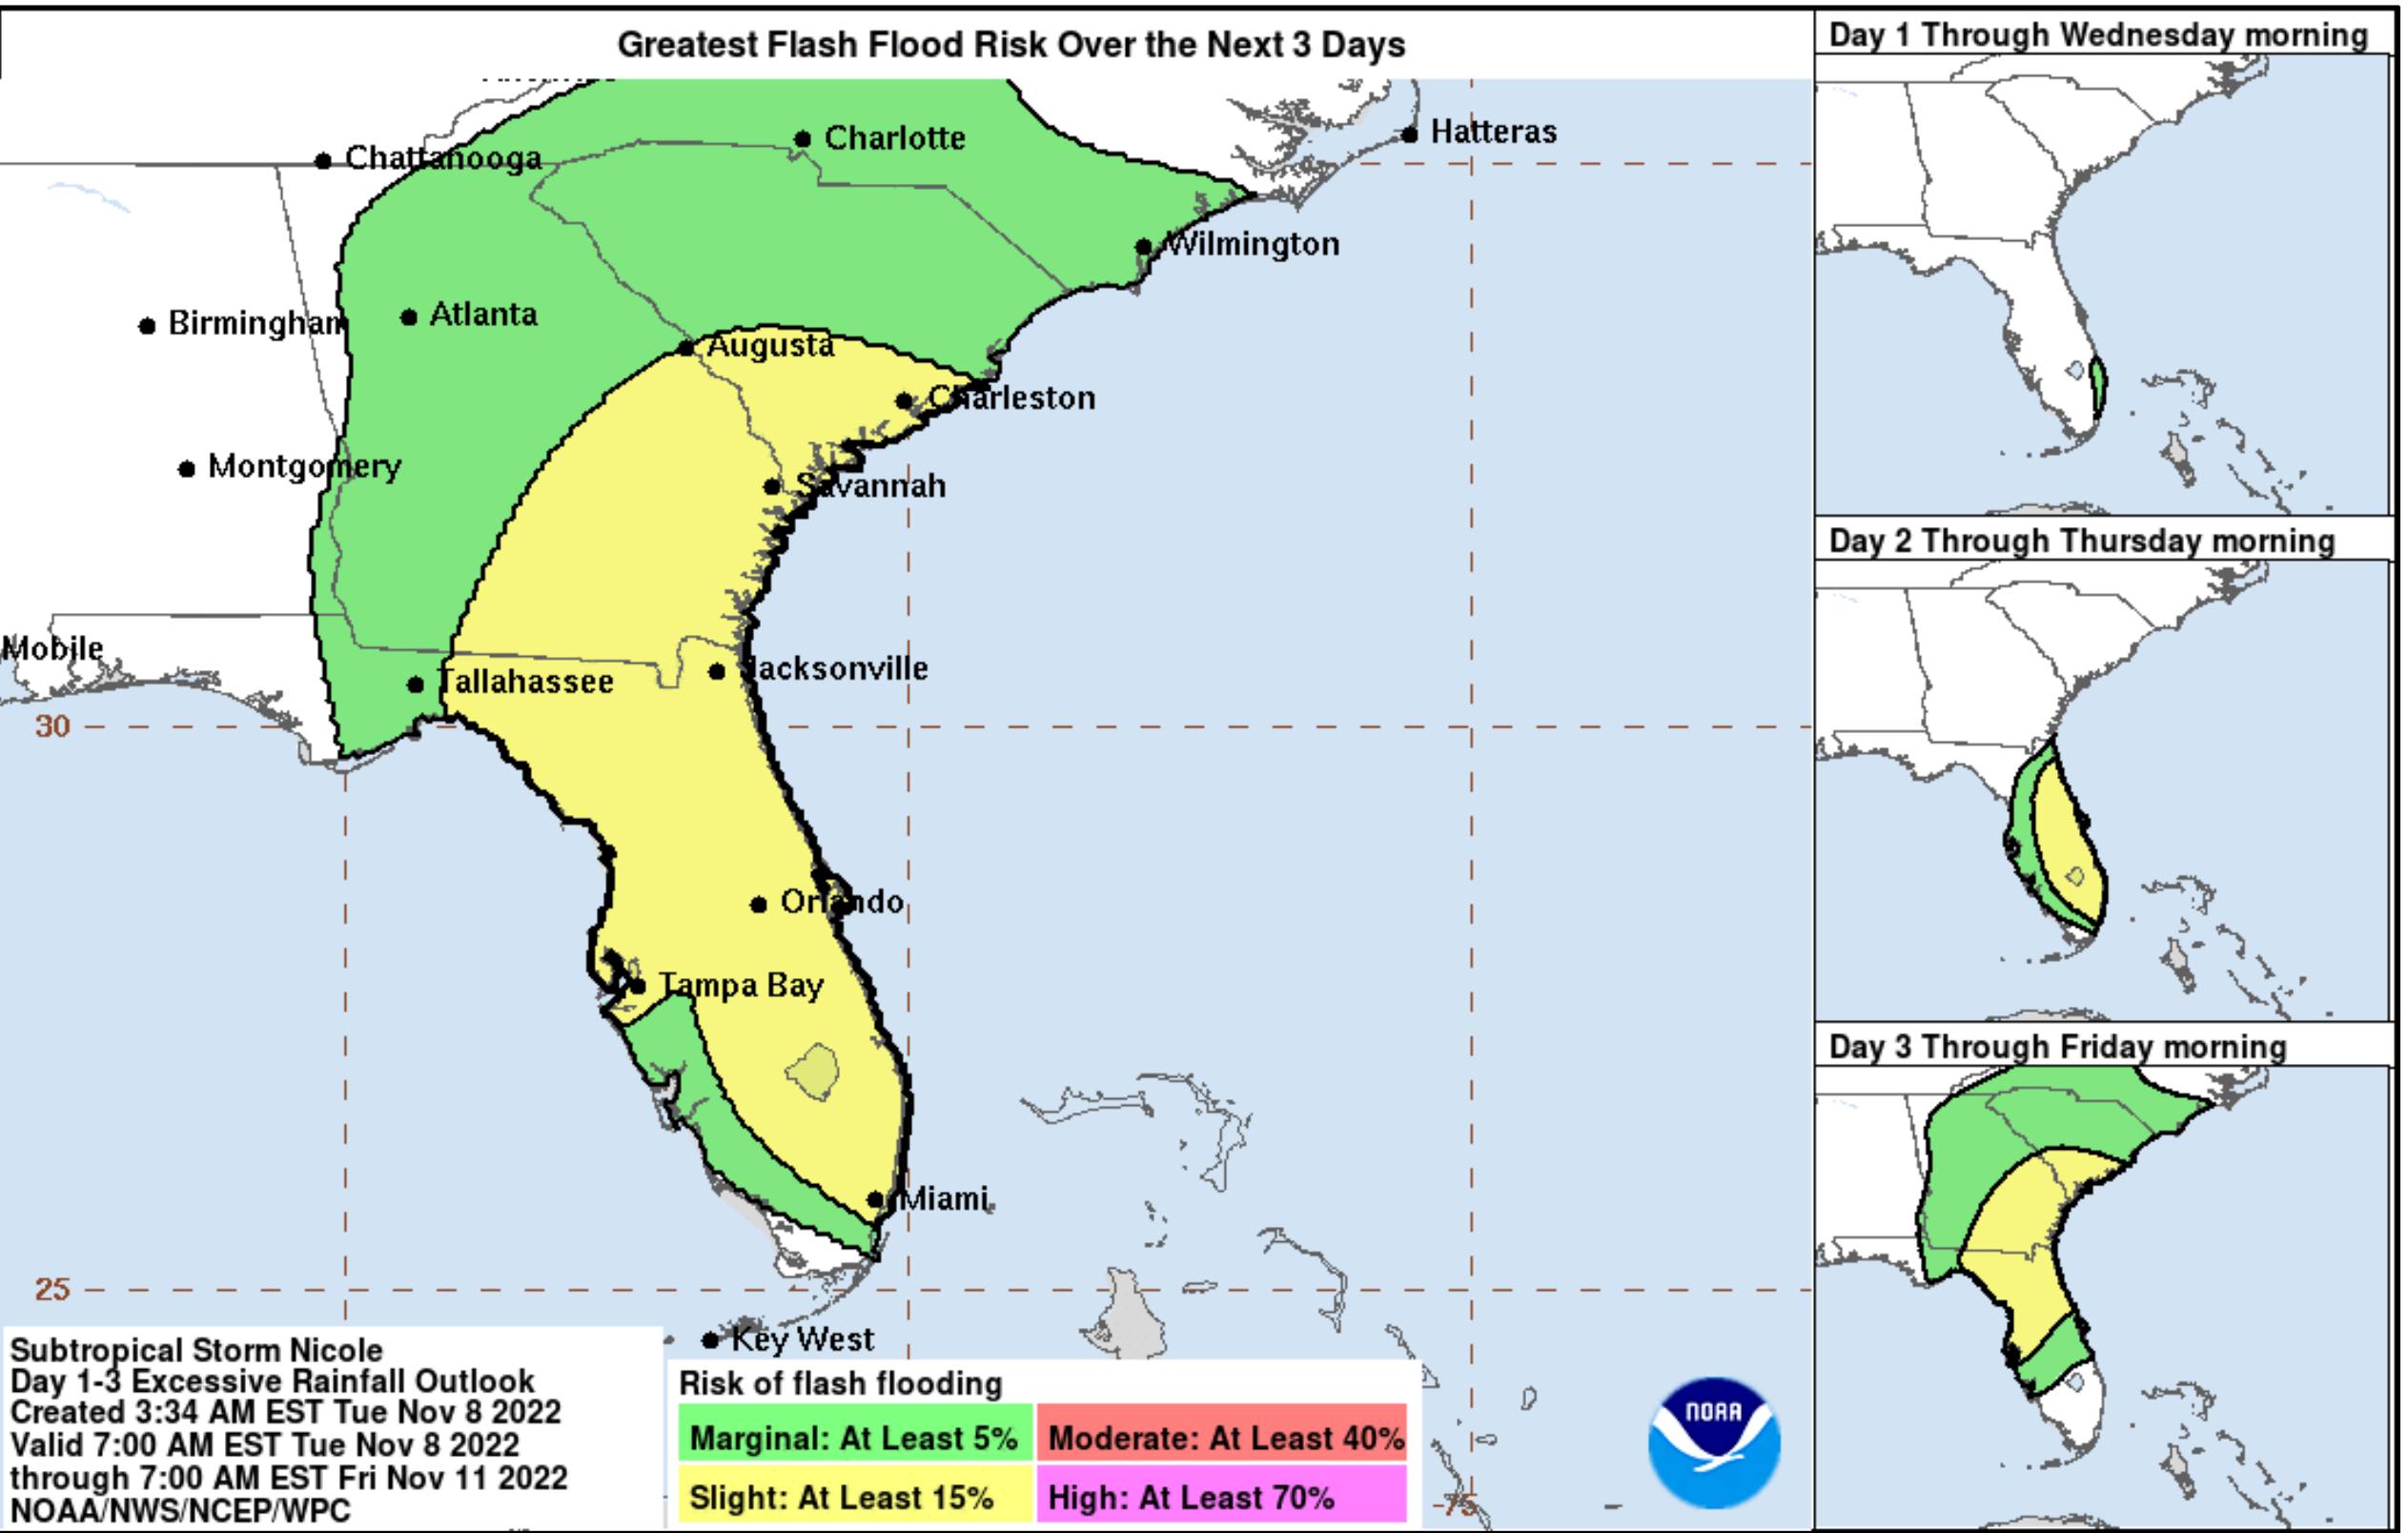 Greatest Flash Flood Risk Over the Next 3 Days
Chattanooga
Charlotte
Hatteras
Wilmington
Birmingham
Atlanta
Augusta
Charleston
Montgomery
Savannah
Mobile
Tallahassee
Jacksonville
30
Orlando
Tampa Bay
Miami
25
Key West
-75
Subtropical Storm Nicole
Day 1-3 Excessive Rainfall Outlook
Created 3:34 AM EST Tue Nov 8 2022
Valid 7:00 AM EST Tue Nov 8 2022
through 7:00 AM EST Fri Nov 11 2022
NOAA/NWS/NCEP/WPC
Risk of flash flooding
Marginal: At Least 5%
Moderate: At Least 40%
Slight: At Least 15%
High: At Least 70%
NOAA
Day 1 Through Wednesday morning
Day 2 Through Thursday morning
Day 3 Through Friday morning